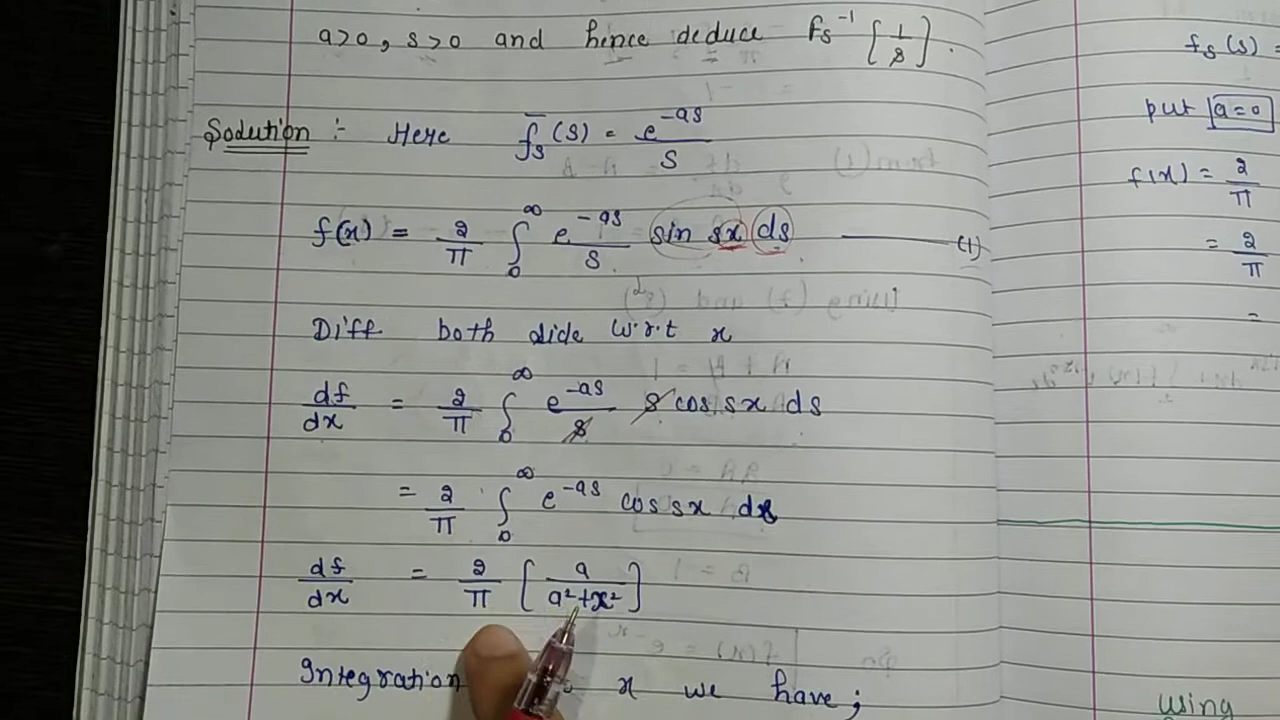 a>0, s>0 and hence deduce Fs⁻¹ [1/s].
Sodution :- Here f̅s(s) = e^-as/s
f(x) = 2/π ∫₀^∞ e^-as/s sin sx ds —— (1)
Diff both side w.r.t x
df/dx = 2/π ∫₀^∞ e^-as/s s cos sx ds
= 2/π ∫₀^∞ e^-as cos sx ds
df/dx = 2/π [a/a²+x²]
Integration x we have;
fs(s) =
put a=0
f(x) = 2/π
= 2/π
=
using